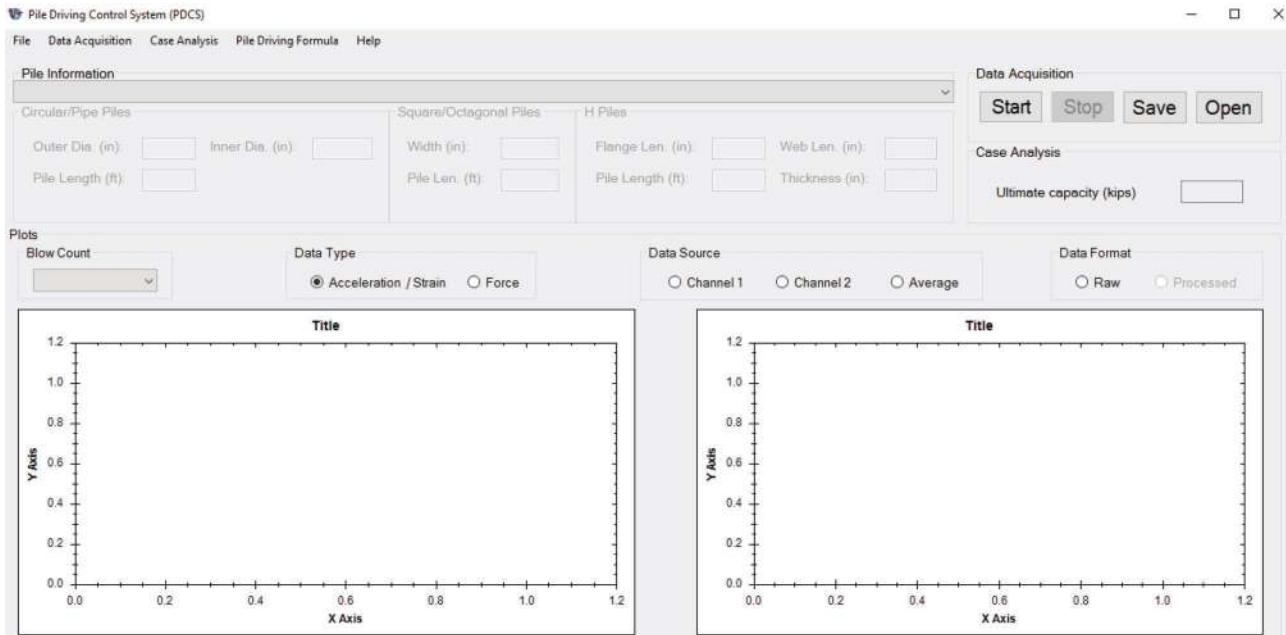 Pile Driving Control System (PDCS)
File Data Acquisition Case Analysis Pile Driving Formula Help
Pile Information
Circular/Pipe Piles
Outer Dia. (in): Inner Dia. (in):
Pile Length (ft):
Square/Octagonal Piles
Width (in):
Pile Len. (ft):
H Piles
Flange Len. (in): Web Len. (in):
Pile Length (ft): Thickness (in):
Data Acquisition
Start Stop Save Open
Case Analysis
Ultimate capacity (kips)
Plots
Blow Count
Data Type
Acceleration / Strain Force
Data Source
Channel 1 Channel 2 Average
Data Format
Raw Processed
Title
1.2
1.0
0.8
0.6
0.4
0.2
0.0
Y Axis
0.0 0.2 0.4 0.6 0.8 1.0 1.2
X Axis
Title
1.2
1.0
0.8
0.6
0.4
0.2
0.0
Y Axis
0.0 0.2 0.4 0.6 0.8 1.0 1.2
X Axis